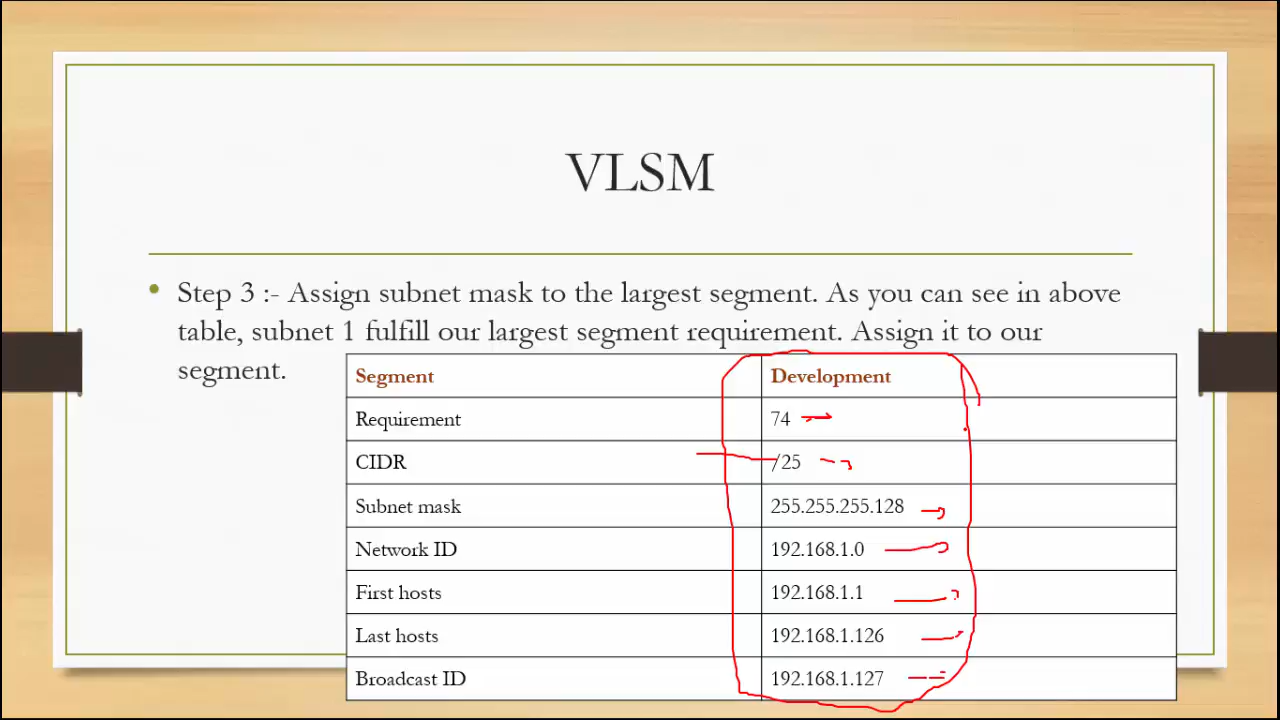 VLSM
• Step 3 :- Assign subnet mask to the largest segment. As you can see in above
table, subnet 1 fulfill our largest segment requirement. Assign it to our
segment.
Segment Development
Requirement 74
CIDR /25
Subnet mask 255.255.255.128
Network ID 192.168.1.0
First hosts 192.168.1.1
Last hosts 192.168.1.126
Broadcast ID 192.168.1.127